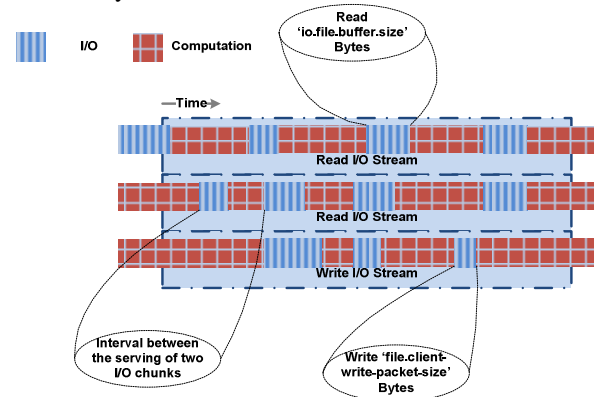 Read
‘io.file.buffer.size’
Bytes
I/O
Computation
Time
Read I/O Stream
Read I/O Stream
Write I/O Stream
Interval between
the serving of two
I/O chunks
Write ‘file.client-
write-packet-size’
Bytes